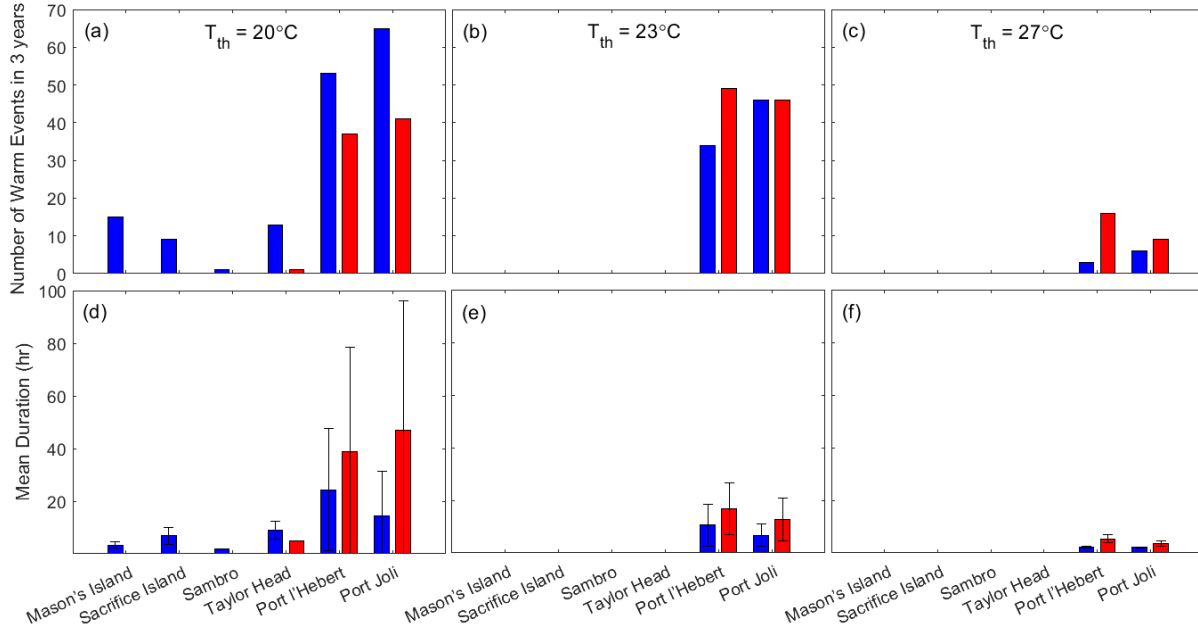 (a) T_th = 20°C
(b) T_th = 23°C
(c) T_th = 27°C
Number of Warm Events in 3 years
70
60
50
40
30
20
10
0
(d)
(e)
(f)
Mean Duration (hr)
100
80
60
40
20
Mason's Island
Sacrifice Island
Sambro
Taylor Head
Port l'Hebert
Port Joli
Mason's Island
Sacrifice Island
Sambro
Taylor Head
Port l'Hebert
Port Joli
Mason's Island
Sacrifice Island
Sambro
Taylor Head
Port l'Hebert
Port Joli